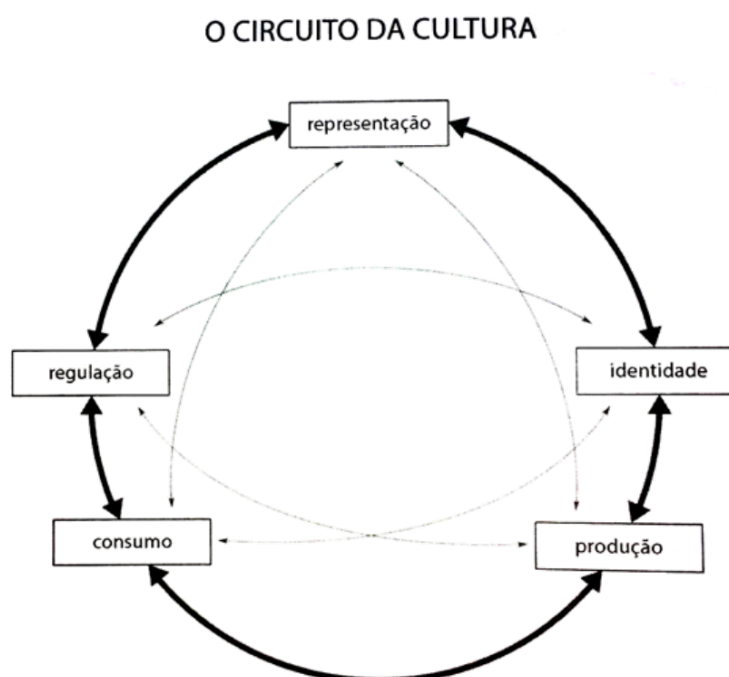 O CIRCUITO DA CULTURA
representação
regulação
identidade
consumo
produção